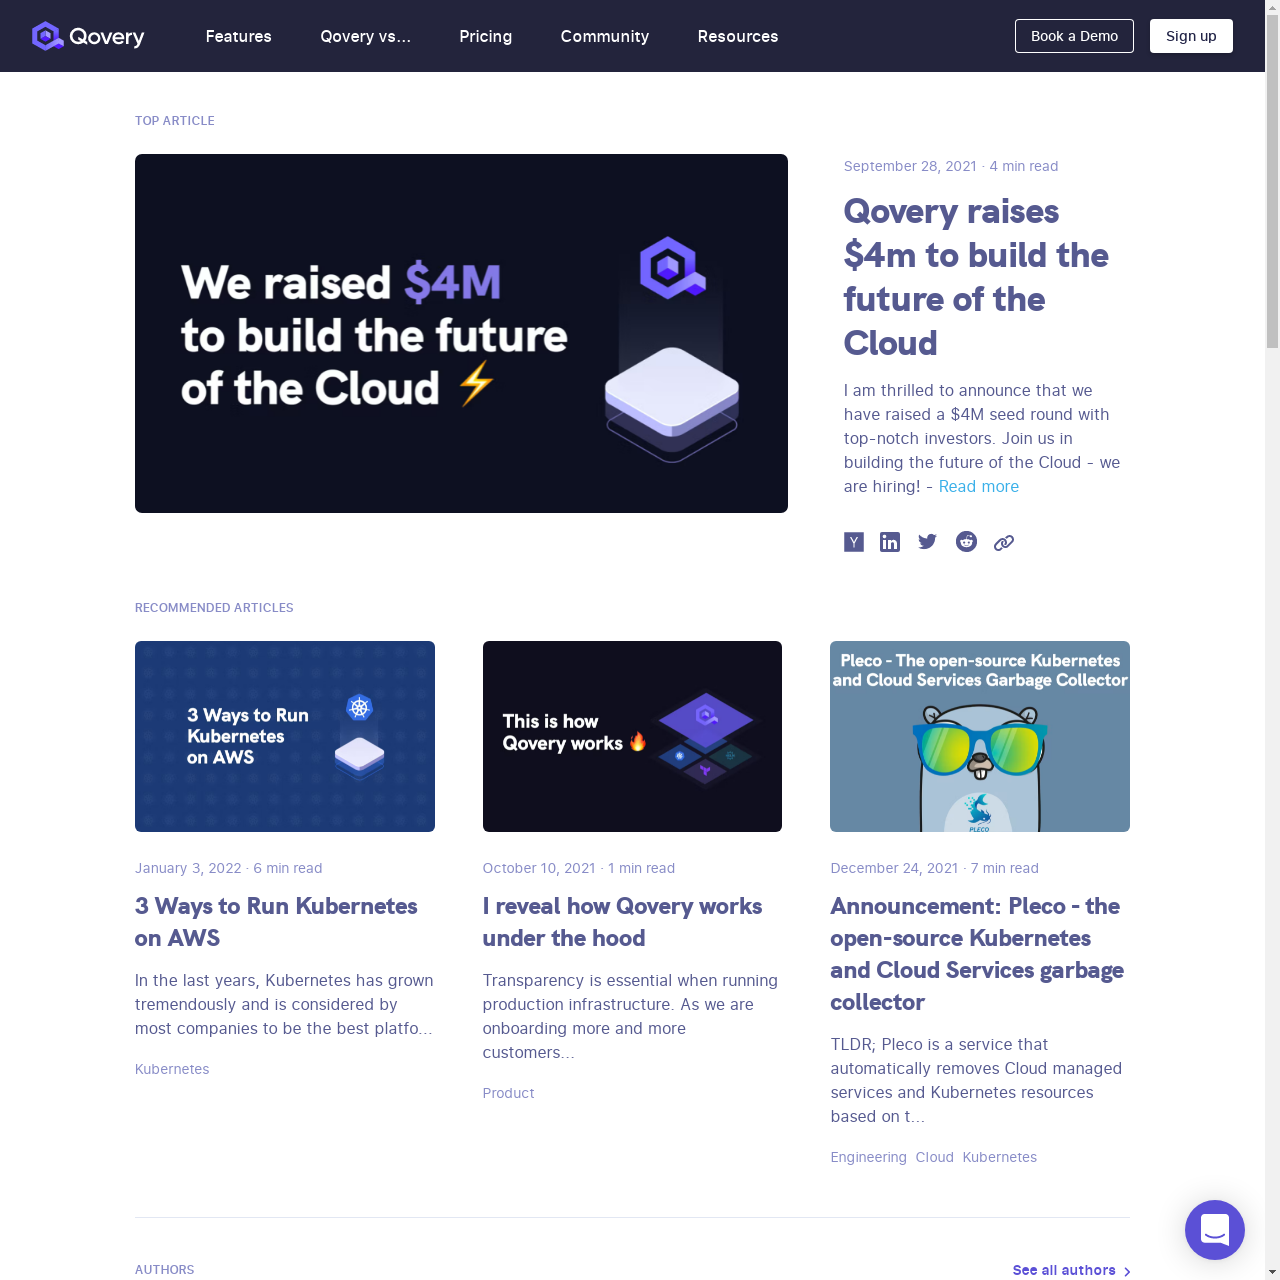 Qovery
Features
Qovery vs...
Pricing
Community
Resources
Book a Demo
Sign up
TOP ARTICLE
We raised $4M
to build the future
of the Cloud ⚡
September 28, 2021 · 4 min read
Qovery raises
$4m to build the
future of the
Cloud
I am thrilled to announce that we
have raised a $4M seed round with
top-notch investors. Join us in
building the future of the Cloud - we
are hiring! - Read more
RECOMMENDED ARTICLES
3 Ways to Run
Kubernetes
on AWS
January 3, 2022 · 6 min read
3 Ways to Run Kubernetes
on AWS
In the last years, Kubernetes has grown
tremendously and is considered by
most companies to be the best platfo...
Kubernetes
This is how
Qovery works 🔥
October 10, 2021 · 1 min read
I reveal how Qovery works
under the hood
Transparency is essential when running
production infrastructure. As we are
onboarding more and more
customers...
Product
Pleco - The open-source Kubernetes
and Cloud Services Garbage Collector
PLECO
December 24, 2021 · 7 min read
Announcement: Pleco - the
open-source Kubernetes
and Cloud Services garbage
collector
TLDR; Pleco is a service that
automatically removes Cloud managed
services and Kubernetes resources
based on t...
Engineering Cloud Kubernetes
AUTHORS
See all authors